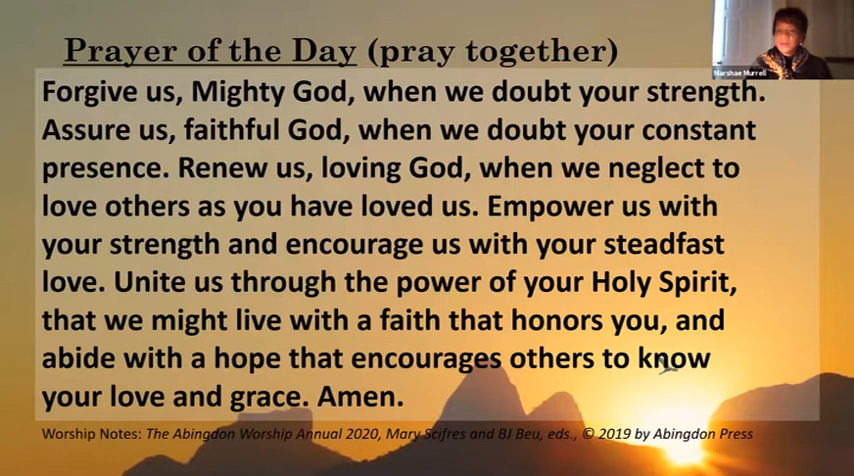 Prayer of the Day (pray together)
Marshae Murrell
Forgive us, Mighty God, when we doubt your strength.
Assure us, faithful God, when we doubt your constant
presence. Renew us, loving God, when we neglect to
love others as you have loved us. Empower us with
your strength and encourage us with your steadfast
love. Unite us through the power of your Holy Spirit,
that we might live with a faith that honors you, and
abide with a hope that encourages others to know
your love and grace. Amen.
Worship Notes: The Abingdon Worship Annual 2020, Mary Scifres and BJ Beu, eds., © 2019 by Abingdon Press